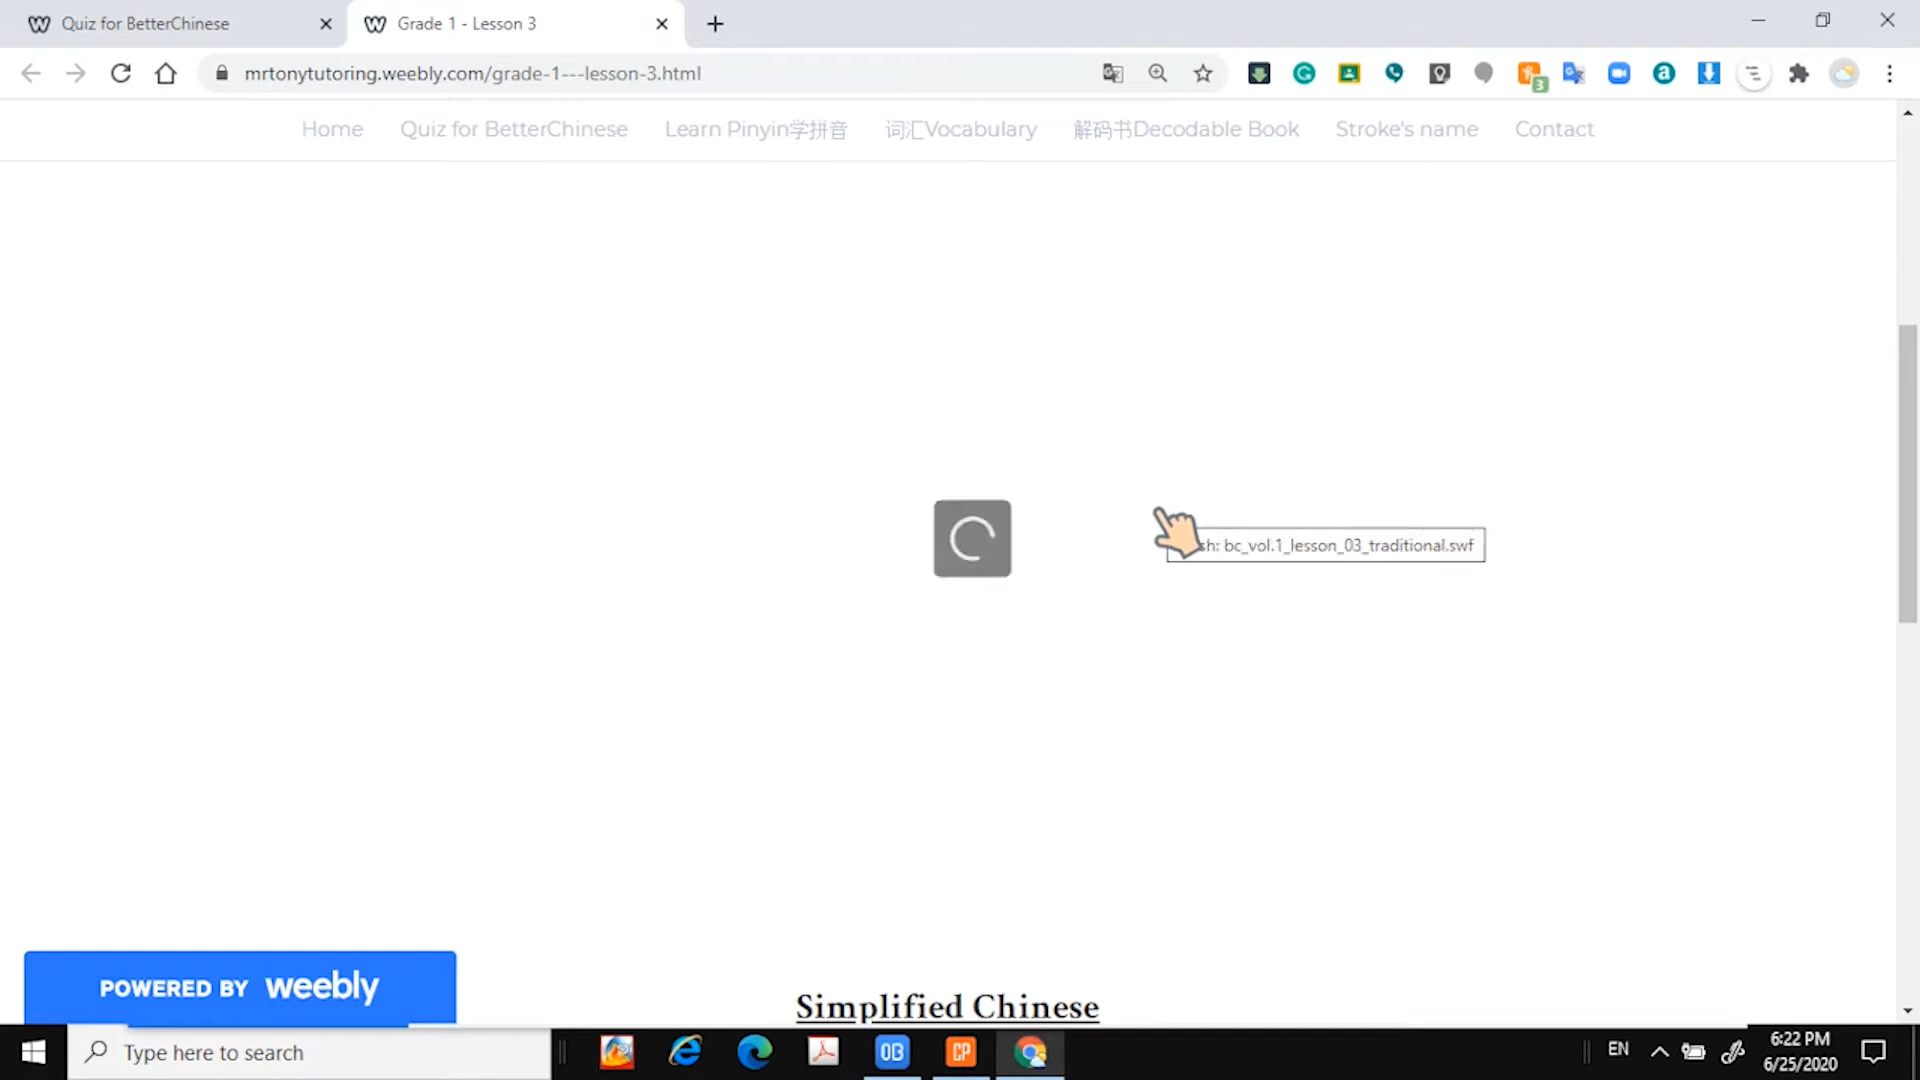 Quiz for BetterChinese
Grade 1 - Lesson 3
mrtonytutoring.weebly.com/grade-1---lesson-3.html
3
Home Quiz for BetterChinese Learn Pinyin学拼音 词汇Vocabulary 解码书Decodable Book Stroke's name Contact
sh: bc_vol.1_lesson_03_traditional.swf
POWERED BY weebly
Simplified Chinese
Type here to search
OB
CP
EN
6:22 PM
6/25/2020